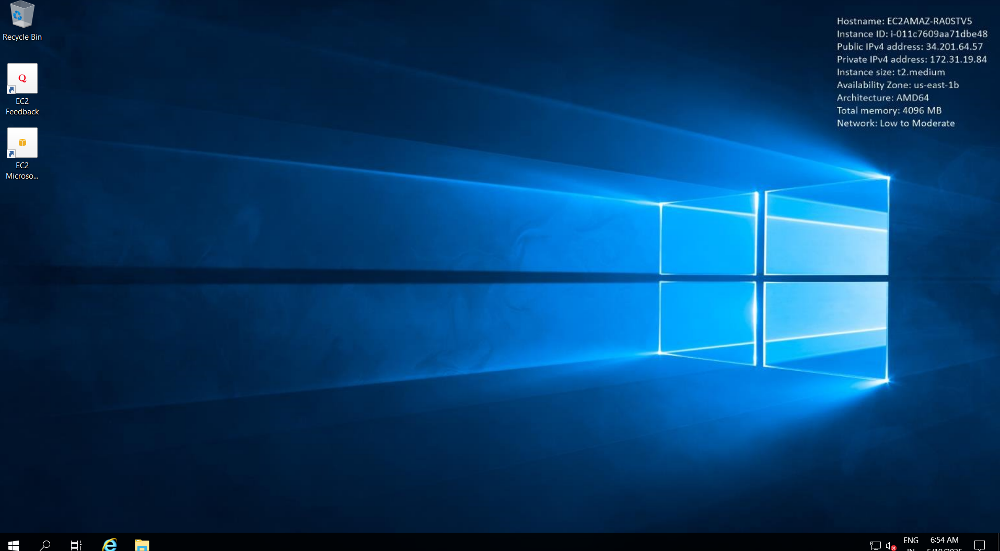 Recycle Bin
EC2
Feedback
EC2
Microso...
Hostname: EC2AMAZ-RA0STV5
Instance ID: i-011c7609aa71dbe48
Public IPv4 address: 34.201.64.57
Private IPv4 address: 172.31.19.84
Instance size: t2.medium
Availability Zone: us-east-1b
Architecture: AMD64
Total memory: 4096 MB
Network: Low to Moderate
ENG
6:54 AM